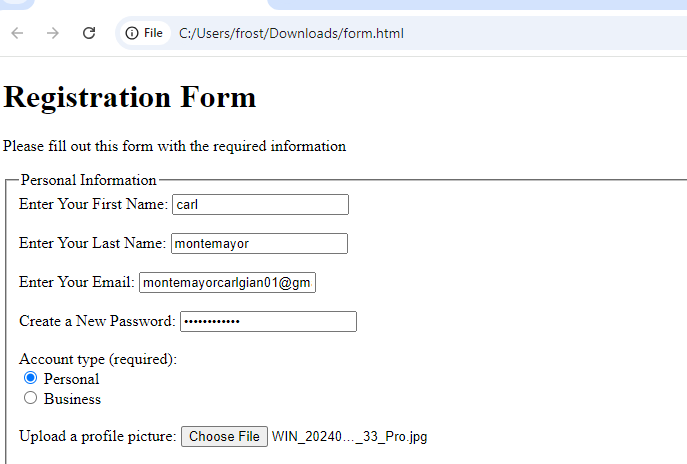 File C:/Users/frost/Downloads/form.html
Registration Form
Please fill out this form with the required information
Personal Information
Enter Your First Name: carl
Enter Your Last Name: montemayor
Enter Your Email: montemayorcarlgian01@gm
Create a New Password: ••••••••••••
Account type (required):
Personal
Business
Upload a profile picture: Choose File WIN_20240..._33_Pro.jpg